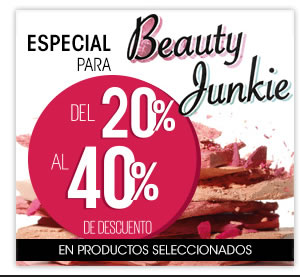 ESPECIAL
PARA
Beauty
Junkie
DEL 20%
AL
40%
DE DESCUENTO
EN PRODUCTOS SELECCIONADOS